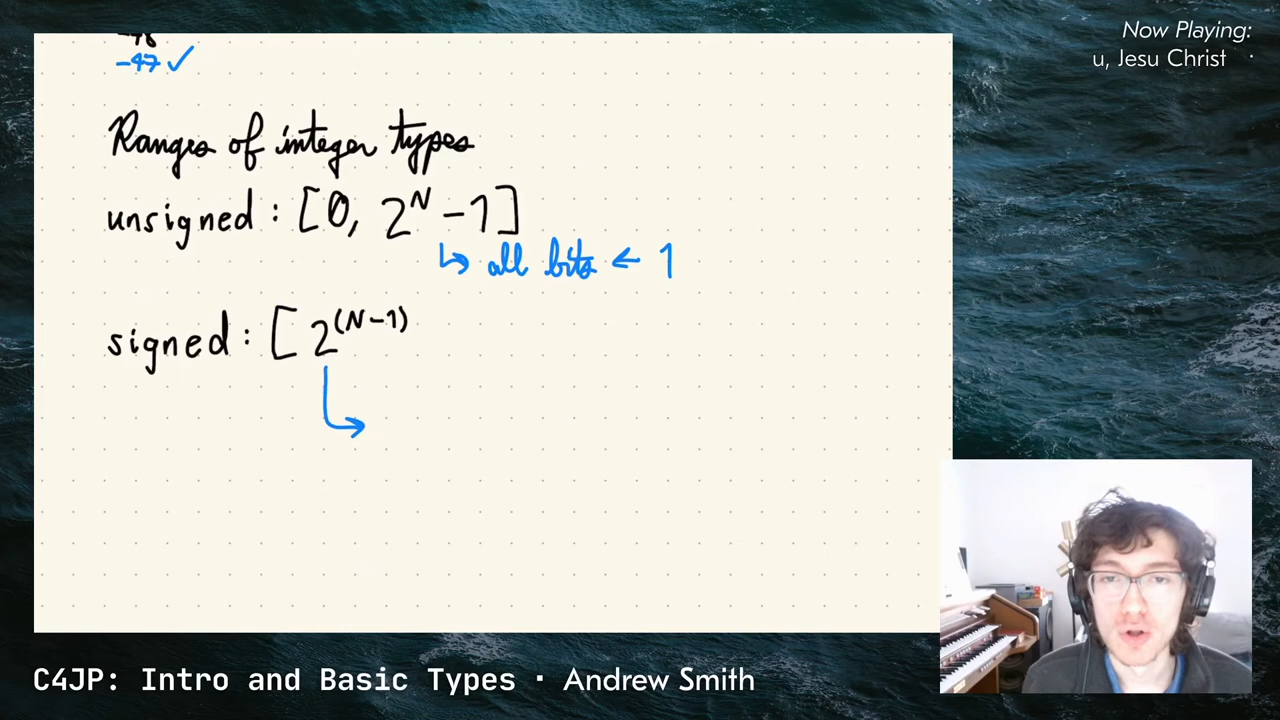 Now Playing:
u, Jesu Christ ·
-47 ✓
Ranges of integer types
unsigned: [0, 2^N -1]
↳ all bits ← 1
signed: [ 2^(N-1)
C4JP: Intro and Basic Types · Andrew Smith